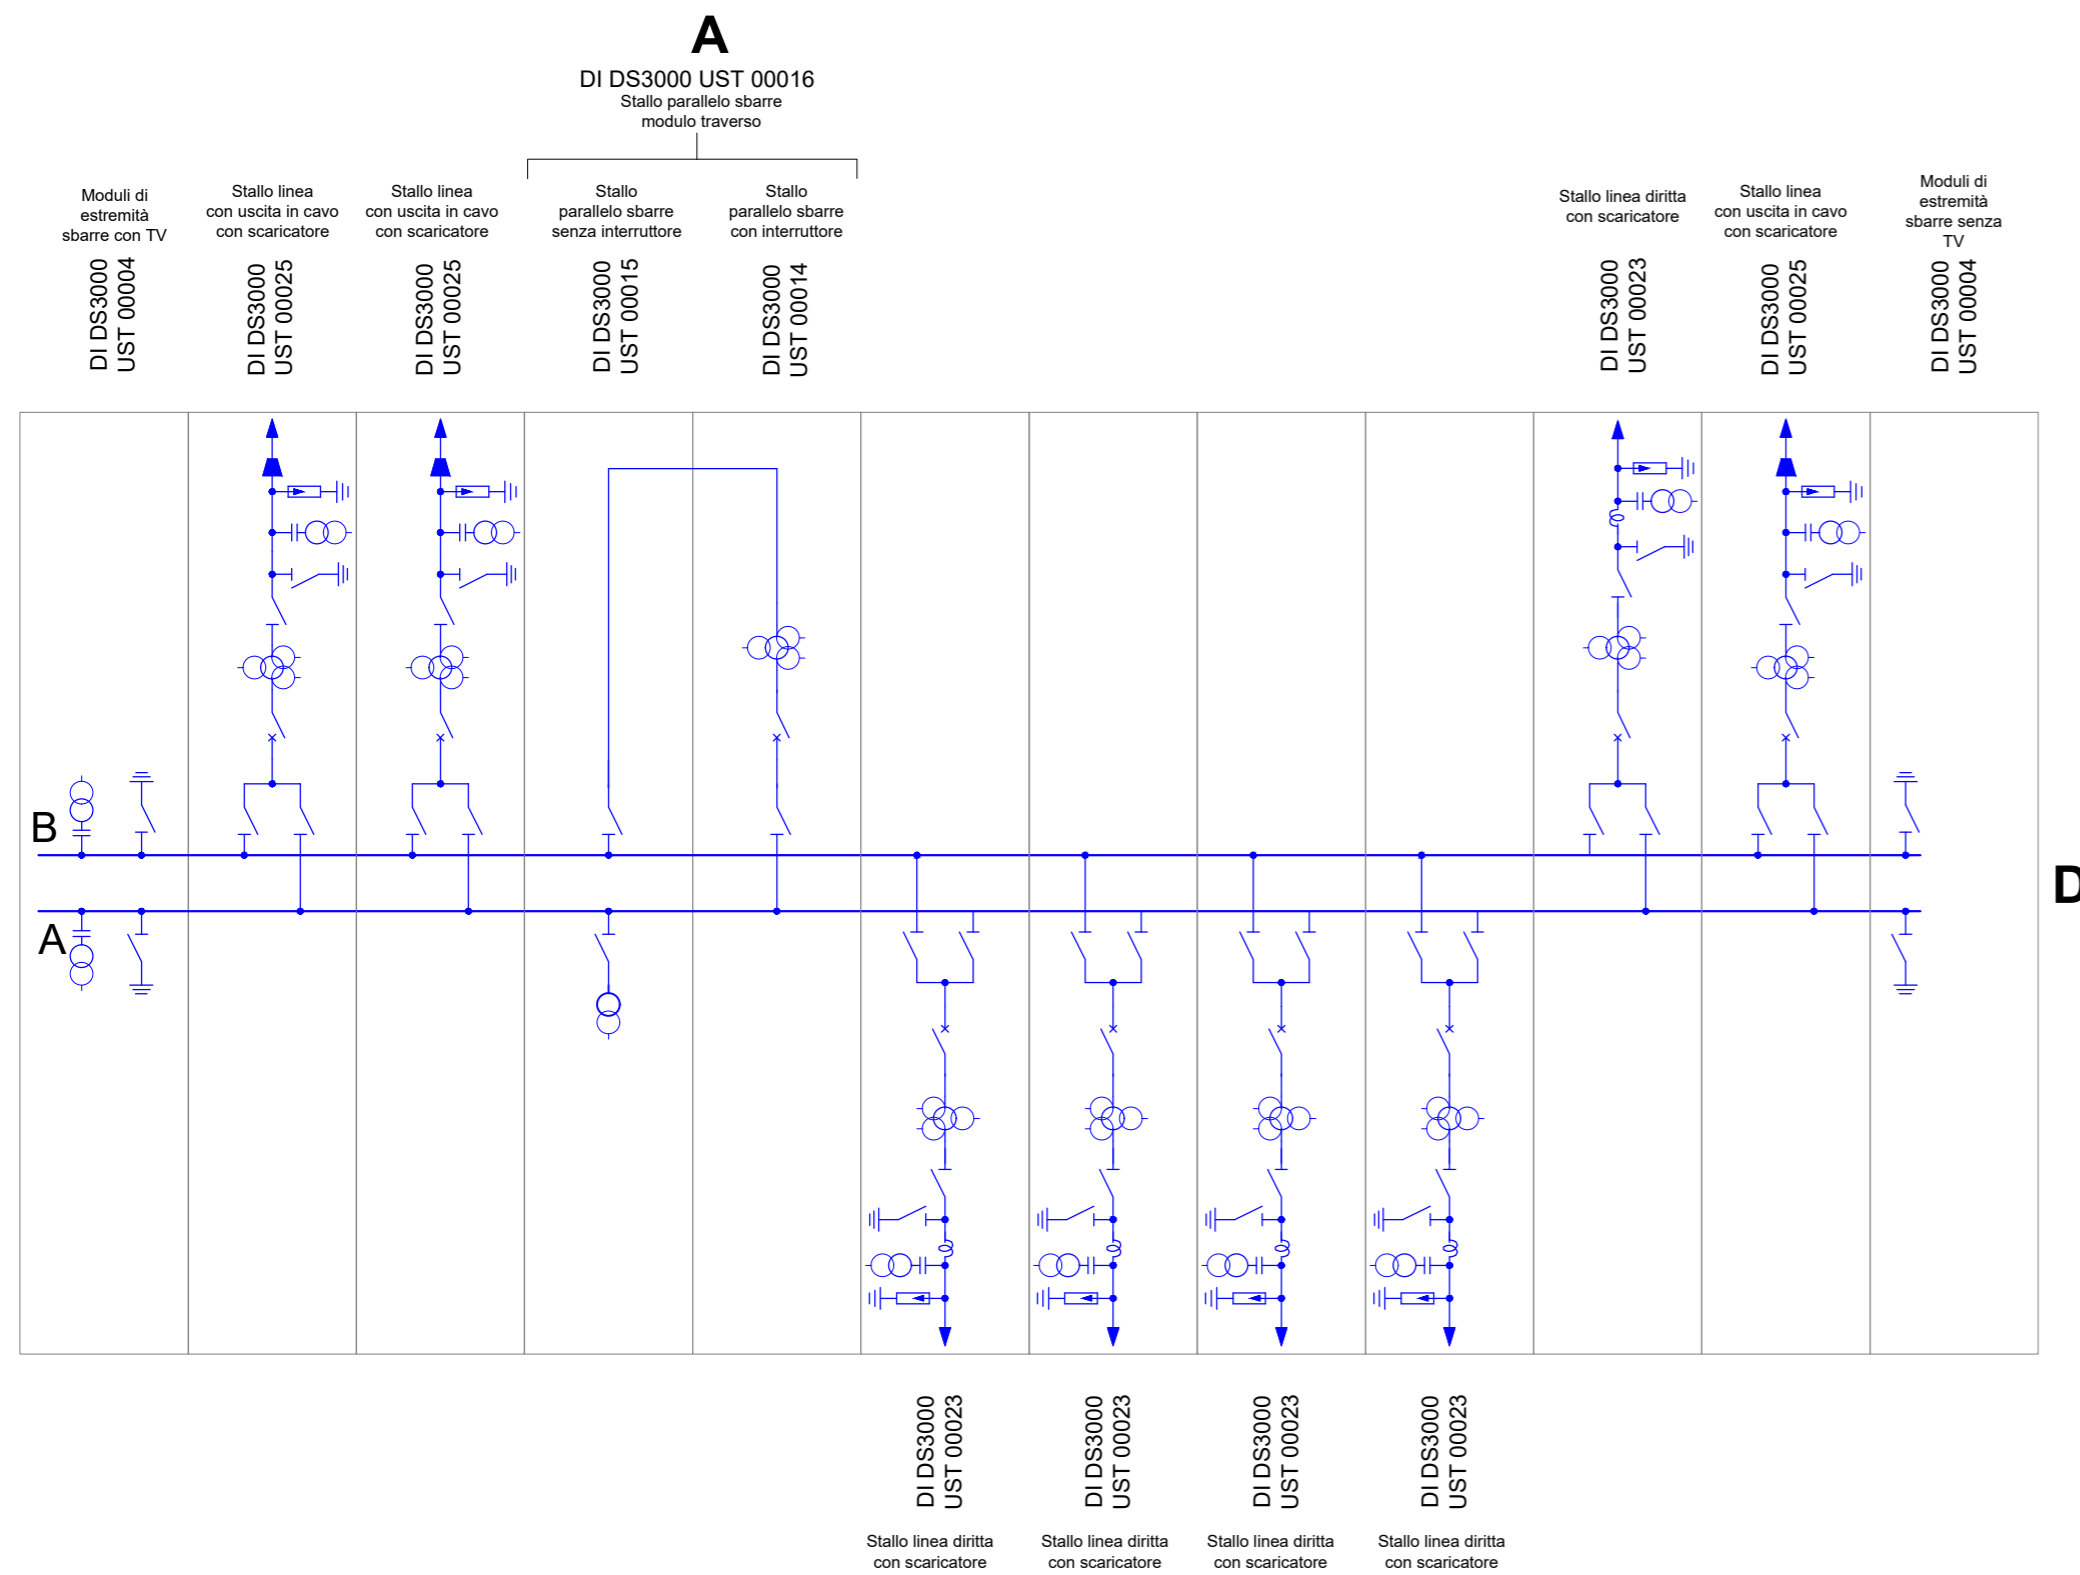 A
DI DS3000 UST 00016
Stallo parallelo sbarre
modulo traverso
Moduli di
estremità
sbarre con TV
DI DS3000
UST 00004
Stallo linea
con uscita in cavo
con scaricatore
DI DS3000
UST 00025
Stallo linea
con uscita in cavo
con scaricatore
DI DS3000
UST 00025
Stallo
parallelo sbarre
senza interruttore
DI DS3000
UST 00015
Stallo
parallelo sbarre
con interruttore
DI DS3000
UST 00014
Stallo linea diritta
con scaricatore
DI DS3000
UST 00023
Stallo linea
con uscita in cavo
con scaricatore
DI DS3000
UST 00025
Moduli di
estremità
sbarre senza
TV
DI DS3000
UST 00004
B
A
D
DI DS3000
UST 00023
Stallo linea diritta
con scaricatore
DI DS3000
UST 00023
Stallo linea diritta
con scaricatore
DI DS3000
UST 00023
Stallo linea diritta
con scaricatore
DI DS3000
UST 00023
Stallo linea diritta
con scaricatore